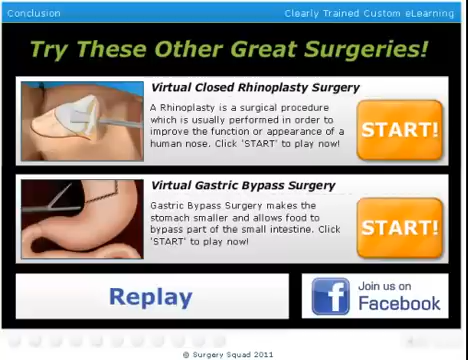 Conclusion
Clearly Trained Custom eLearning
Try These Other Great Surgeries!
Virtual Closed Rhinoplasty Surgery
A Rhinoplasty is a surgical procedure
which is usually performed in order to
improve the function or appearance of a
human nose. Click 'START' to play now!
START!
Virtual Gastric Bypass Surgery
Gastric Bypass Surgery makes the
stomach smaller and allows food to
bypass part of the small intestine. Click
'START' to play now!
START!
Replay
Join us on
Facebook
© Surgery Squad 2011